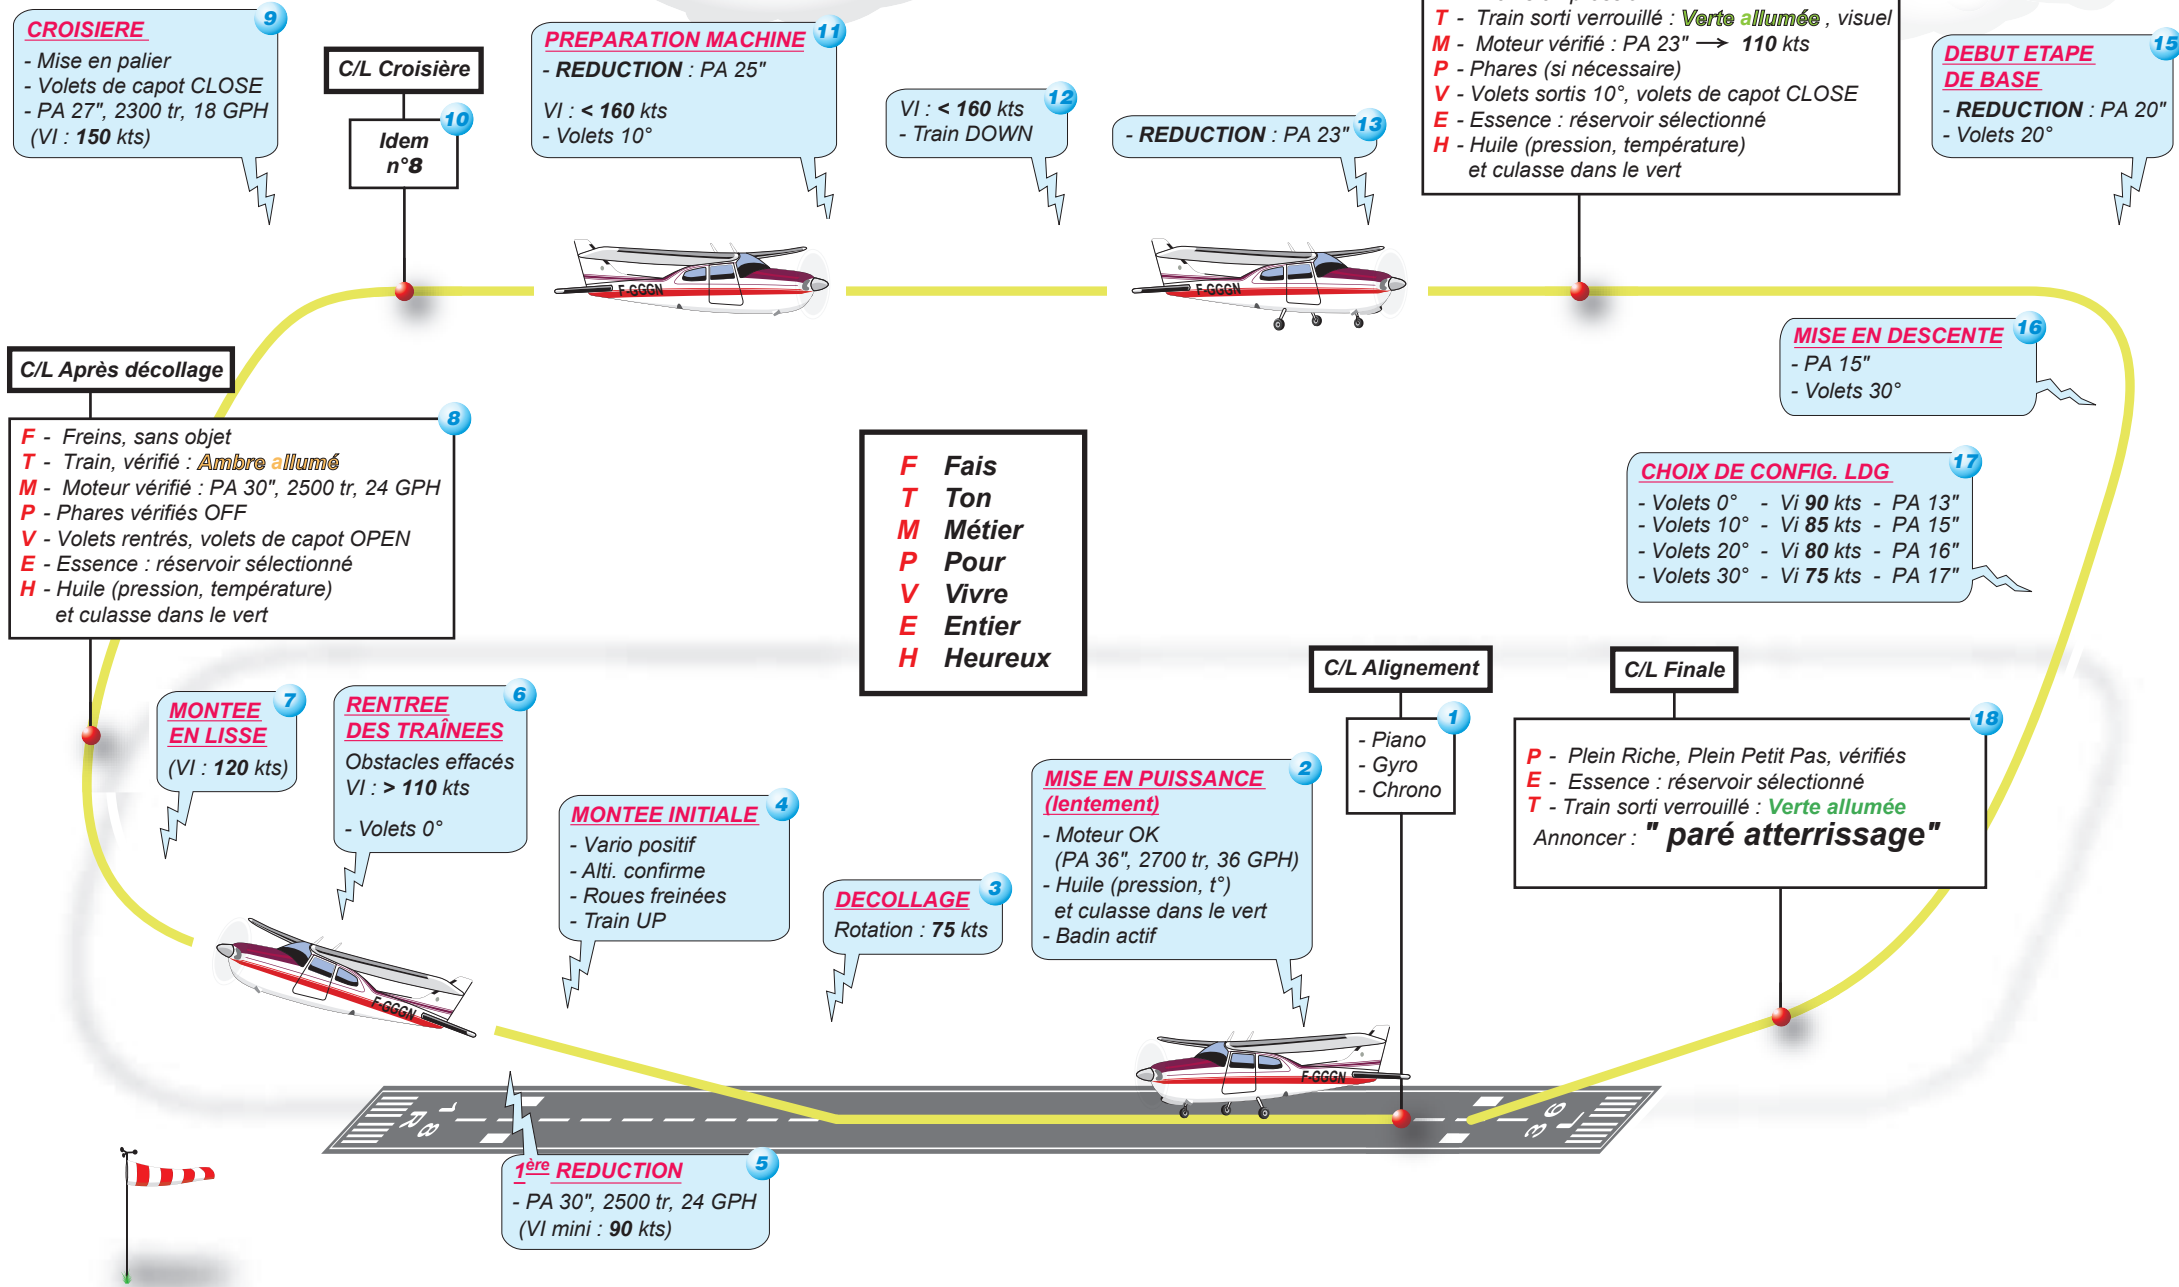 CROISIERE
9
- Mise en palier
- Volets de capot CLOSE
- PA 27", 2300 tr, 18 GPH
(VI : 150 kts)
C/L Croisière
10
Idem
n°8
PREPARATION MACHINE
11
- REDUCTION : PA 25"
VI : < 160 kts
- Volets 10°
12
VI : < 160 kts
- Train DOWN
13
- REDUCTION : PA 23"
T - Train sorti verrouillé : Verte allumée , visuel
M - Moteur vérifié : PA 23" → 110 kts
P - Phares (si nécessaire)
V - Volets sortis 10°, volets de capot CLOSE
E - Essence : réservoir sélectionné
H - Huile (pression, température)
et culasse dans le vert
15
DEBUT ETAPE
DE BASE
- REDUCTION : PA 20"
- Volets 20°
F-GGGN
F-GGGN
MISE EN DESCENTE
16
- PA 15"
- Volets 30°
C/L Après décollage
8
F - Freins, sans objet
T - Train, vérifié : Ambre allumé
M - Moteur vérifié : PA 30", 2500 tr, 24 GPH
P - Phares vérifiés OFF
V - Volets rentrés, volets de capot OPEN
E - Essence : réservoir sélectionné
H - Huile (pression, température)
et culasse dans le vert
F Fais
T Ton
M Métier
P Pour
V Vivre
E Entier
H Heureux
CHOIX DE CONFIG. LDG
17
- Volets 0° - Vi 90 kts - PA 13"
- Volets 10° - Vi 85 kts - PA 15"
- Volets 20° - Vi 80 kts - PA 16"
- Volets 30° - Vi 75 kts - PA 17"
MONTEE
EN LISSE
7
(VI : 120 kts)
RENTREE
DES TRAÎNEES
6
Obstacles effacés
VI : > 110 kts
- Volets 0°
MONTEE INITIALE
4
- Vario positif
- Alti. confirme
- Roues freinées
- Train UP
DECOLLAGE
3
Rotation : 75 kts
MISE EN PUISSANCE
(lentement)
2
- Moteur OK
(PA 36", 2700 tr, 36 GPH)
- Huile (pression, t°)
et culasse dans le vert
- Badin actif
C/L Alignement
1
- Piano
- Gyro
- Chrono
C/L Finale
18
P - Plein Riche, Plein Petit Pas, vérifiés
E - Essence : réservoir sélectionné
T - Train sorti verrouillé : Verte allumée
Annoncer : " paré atterrissage"
F-GGGN
F-GGGN
1ère REDUCTION
5
- PA 30", 2500 tr, 24 GPH
(VI mini : 90 kts)